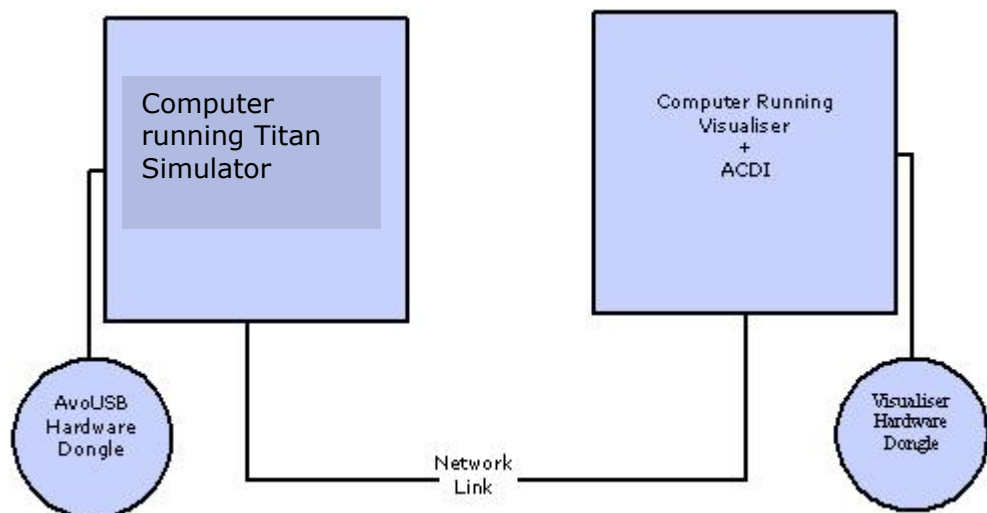 Computer
running Titan
Simulator
Computer Running
Visualiser
+
ACDI
AvoUSB
Hardware
Dongle
Visualiser
Hardware
Dongle
Network
Link